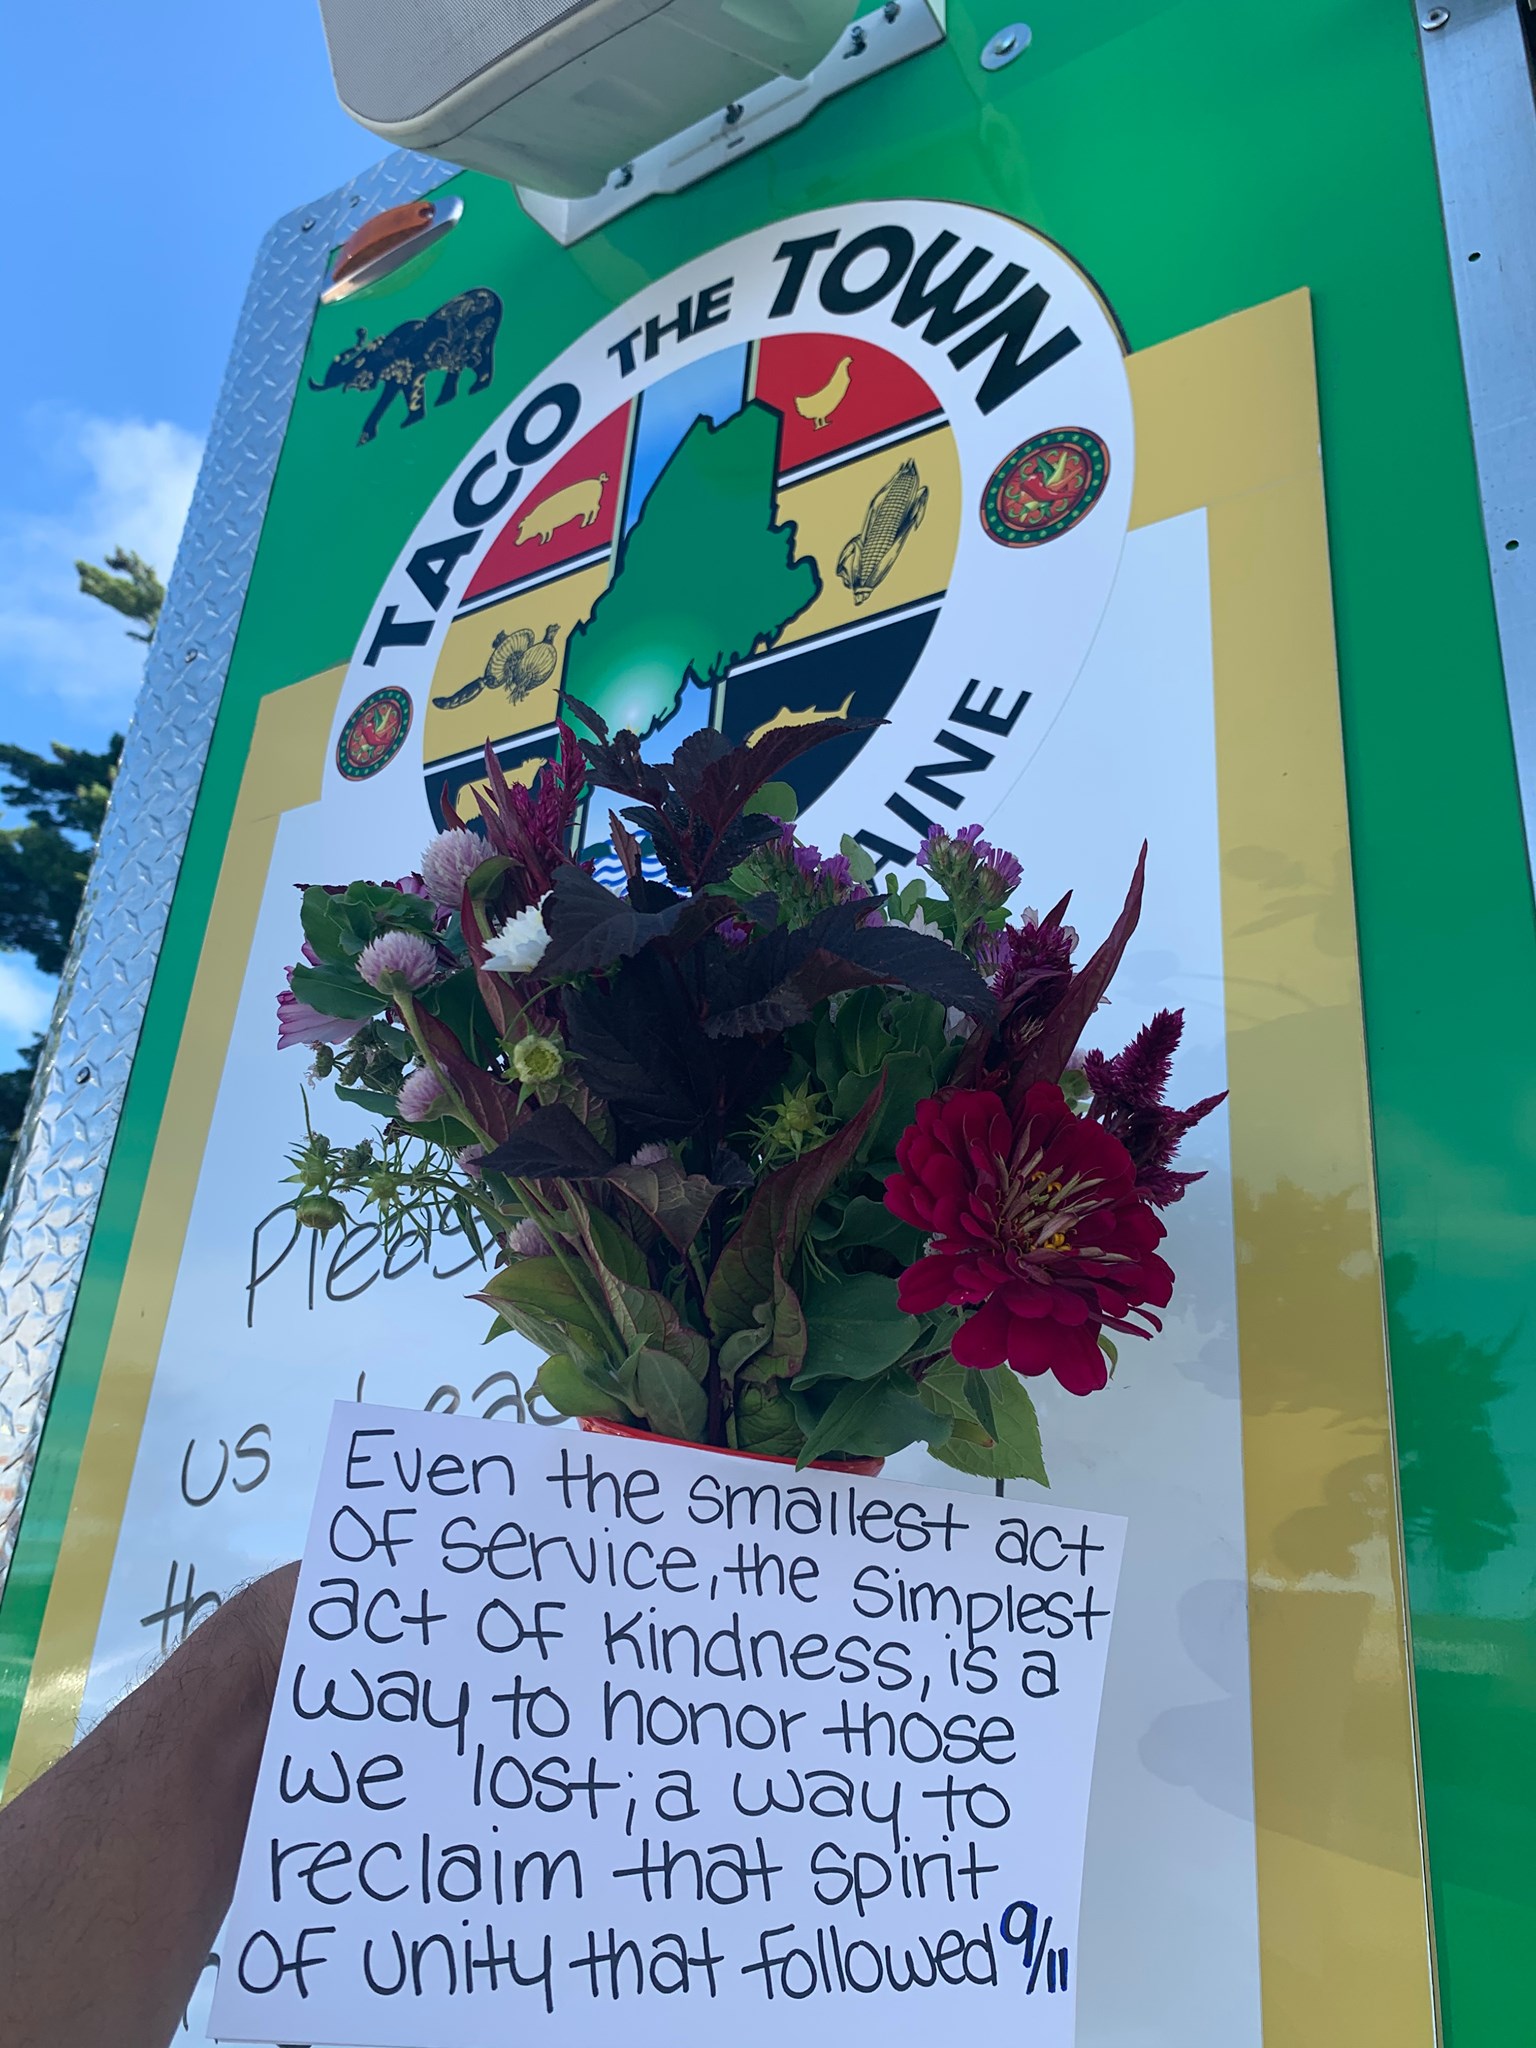 TACO THE TOWN
AINE
us
Even the smallest act
of service, the simplest
act of kindness, is a
way to honor those
we lost; a way to
reclaim that spirit
of unity that followed 9/11